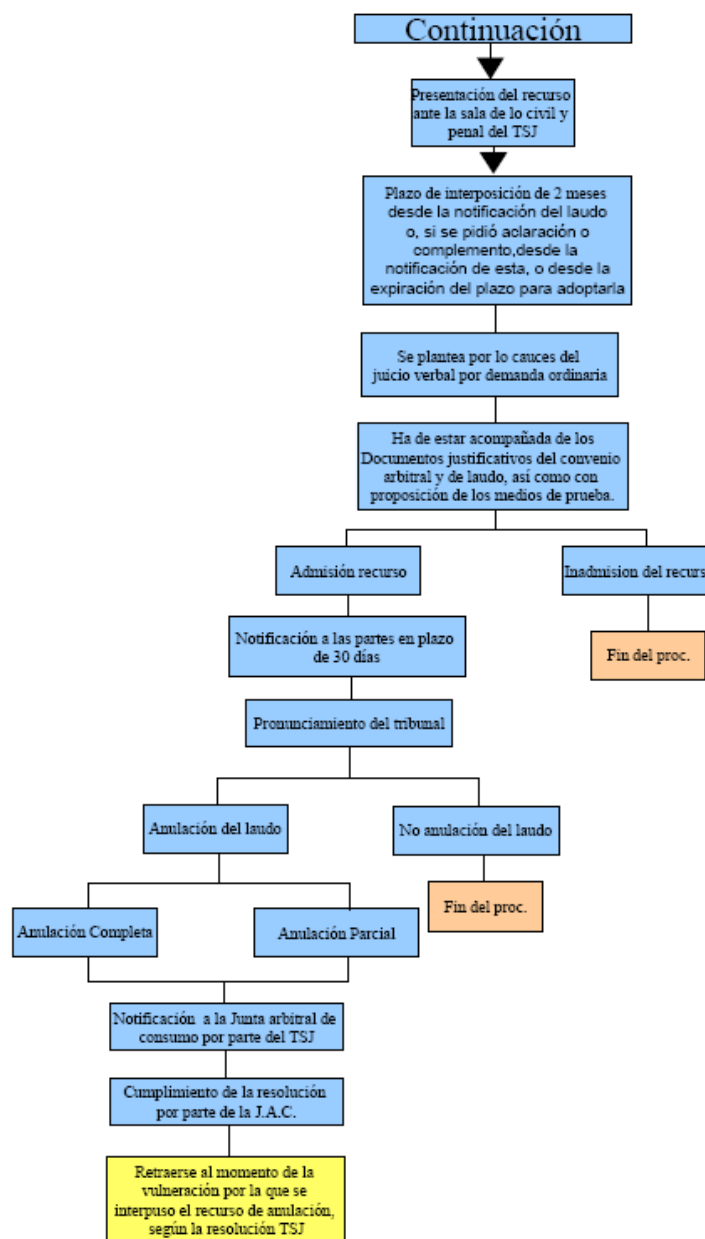 Continuación
Presentación del recurso
ante la sala de lo civil y
penal del TSJ
Plazo de interposición de 2 meses
desde la notificación del laudo
o, si se pidió aclaración o
complemento,desde la
notificación de esta, o desde la
expiración del plazo para adoptarla
Se plantea por lo cauces del
juicio verbal por demanda ordinaria
Ha de estar acompañada de los
Documentos justificativos del convenio
arbitral y de laudo, así como con
proposición de los medios de prueba.
Admisión recurso
Inadmision del recurs
Notificación a las partes en plazo
de 30 días
Fin del proc.
Pronunciamiento del tribunal
Anulación del laudo
No anulación del laudo
Fin del proc.
Anulación Completa
Anulación Parcial
Notificación a la Junta arbitral de
consumo por parte del TSJ
Cumplimiento de la resolución
por parte de la J.A.C.
Retraerse al momento de la
vulneración por la que se
interpuso el recurso de anulación,
según la resolución TSJ